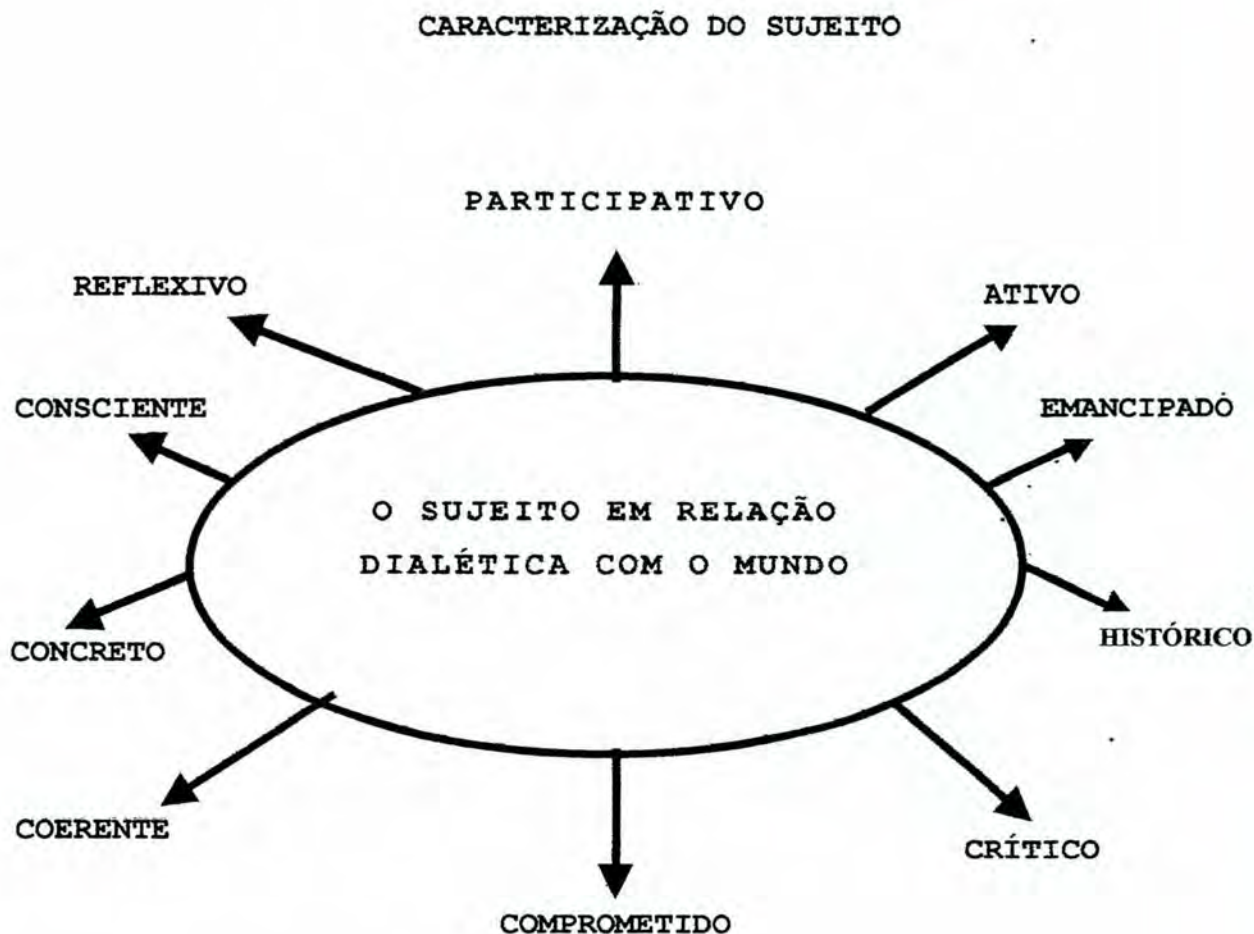 CARACTERIZAÇÃO DO SUJEITO
PARTICIPATIVO
REFLEXIVO
ATIVO
CONSCIENTE
EMANCIPADO
O SUJEITO EM RELAÇÃO
DIALÉTICA COM O MUNDO
CONCRETO
HISTÓRICO
COERENTE
CRÍTICO
COMPROMETIDO